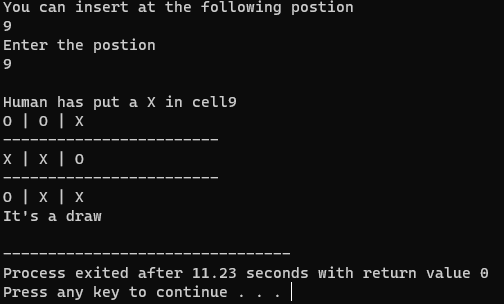 You can insert at the following postion
9
Enter the postion
9
Human has put a X in cell9
O | O | X
------------------------
X | X | O
------------------------
O | X | X
It's a draw
--------------------------------
Process exited after 11.23 seconds with return value 0
Press any key to continue . . .